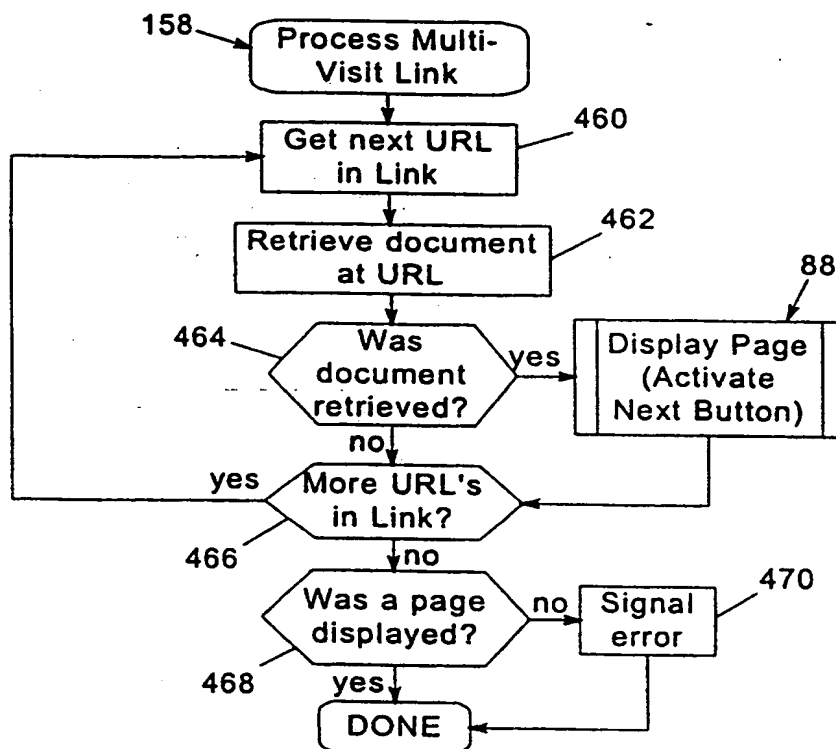 158
Process Multi-
Visit Link
460
Get next URL
in Link
462
Retrieve document
at URL
88
464
Was
document
retrieved?
yes
Display Page
(Activate
Next Button)
no
yes
More URL's
in Link?
466
no
470
Was a page
displayed?
no
Signal
error
468
yes
DONE